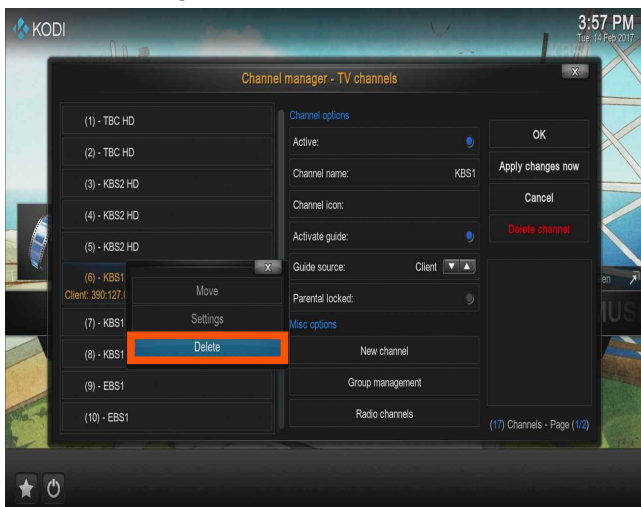 KODI
3:57 PM
Tue, 14 Feb 2017
Channel manager - TV channels
X
(1) - TBC HD
(2) - TBC HD
(3) - KBS2 HD
(4) - KBS2 HD
(5) - KBS2 HD
(6) - KBS1
Client: 390:127.0
(7) - KBS1
(8) - KBS1
(9) - EBS1
(10) - EBS1
X
Move
Settings
Delete
Channel options
Active:
Channel name: KBS1
Channel icon:
Activate guide:
Guide source: Client
Parental locked:
Misc options
New channel
Group management
Radio channels
OK
Apply changes now
Cancel
Delete channel
(17) Channels - Page (1/2)
en
MUS